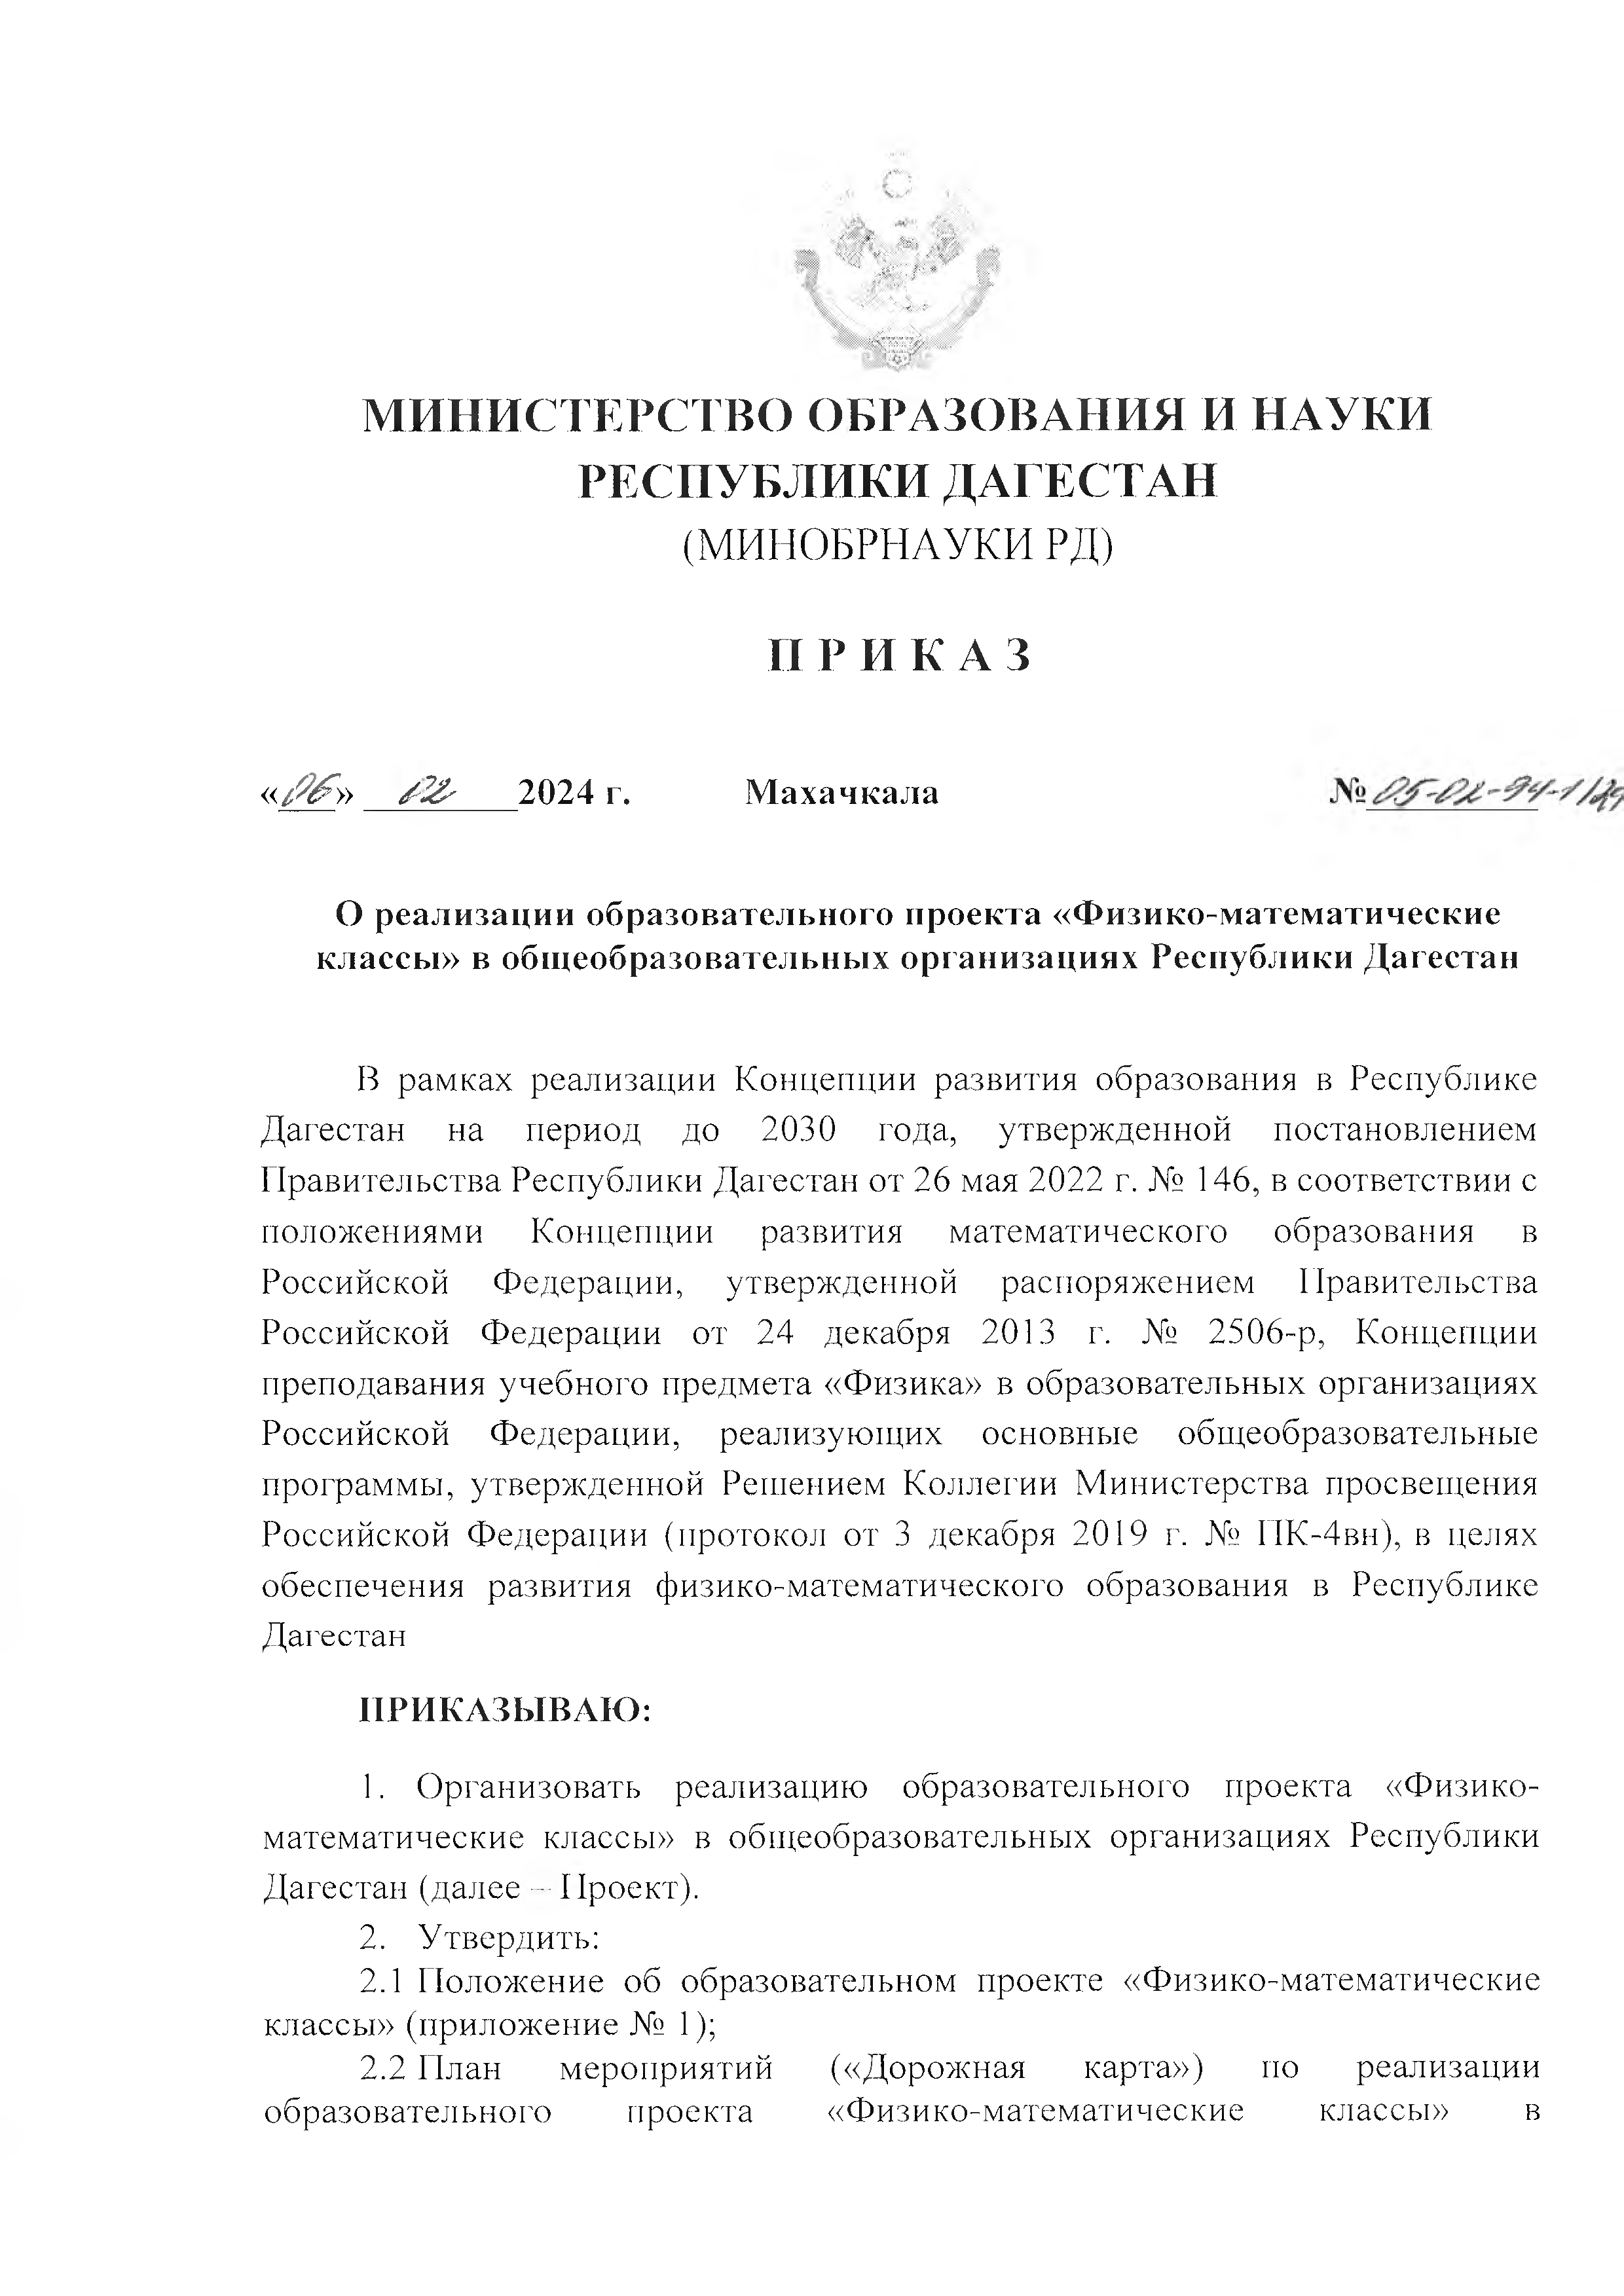 МИНИСТЕРСТВО ОБРАЗОВАНИЯ И НАУКИ
РЕСПУБЛИКИ ДАГЕСТАН
(МИНОБРНАУКИ РД)
П Р И К А З
«06» 02 2024 г. Махачкала № 05-02-94-1/
О реализации образовательного проекта «Физико-математические
классы» в общеобразовательных организациях Республики Дагестан
В рамках реализации Концепции развития образования в Республике
Дагестан на период до 2030 года, утвержденной постановлением
Правительства Республики Дагестан от 26 мая 2022 г. № 146, в соответствии с
положениями Концепции развития математического образования в
Российской Федерации, утвержденной распоряжением Правительства
Российской Федерации от 24 декабря 2013 г. № 2506-р, Концепции
преподавания учебного предмета «Физика» в образовательных организациях
Российской Федерации, реализующих основные общеобразовательные
программы, утвержденной Решением Коллегии Министерства просвещения
Российской Федерации (протокол от 3 декабря 2019 г. № ПК-4вн), в целях
обеспечения развития физико-математического образования в Республике
Дагестан
ПРИКАЗЫВАЮ:
1. Организовать реализацию образовательного проекта «Физико-
математические классы» в общеобразовательных организациях Республики
Дагестан (далее – Проект).
2. Утвердить:
2.1 Положение об образовательном проекте «Физико-математические
классы» (приложение № 1);
2.2 План мероприятий («Дорожная карта») по реализации
образовательного проекта «Физико-математические классы» в